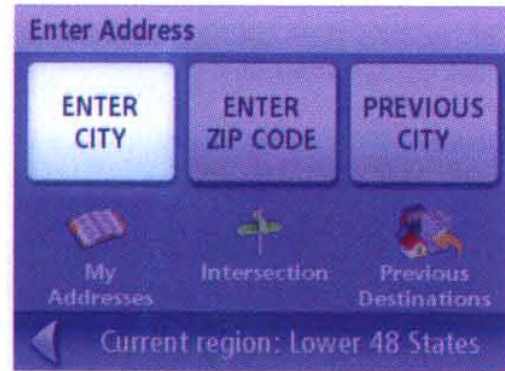 Enter Address
ENTER CITY
ENTER ZIP CODE
PREVIOUS CITY
My Addresses
Intersection
Previous Destinations
Current region: Lower 48 States